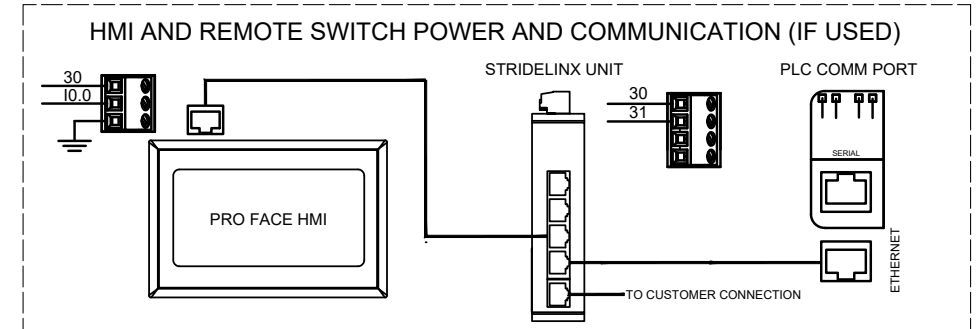 HMI AND REMOTE SWITCH POWER AND COMMUNICATION (IF USED)
STRIDELINX UNIT
PLC COMM PORT
30
I0.0
30
31
SERIAL
PRO FACE HMI
ETHERNET
TO CUSTOMER CONNECTION